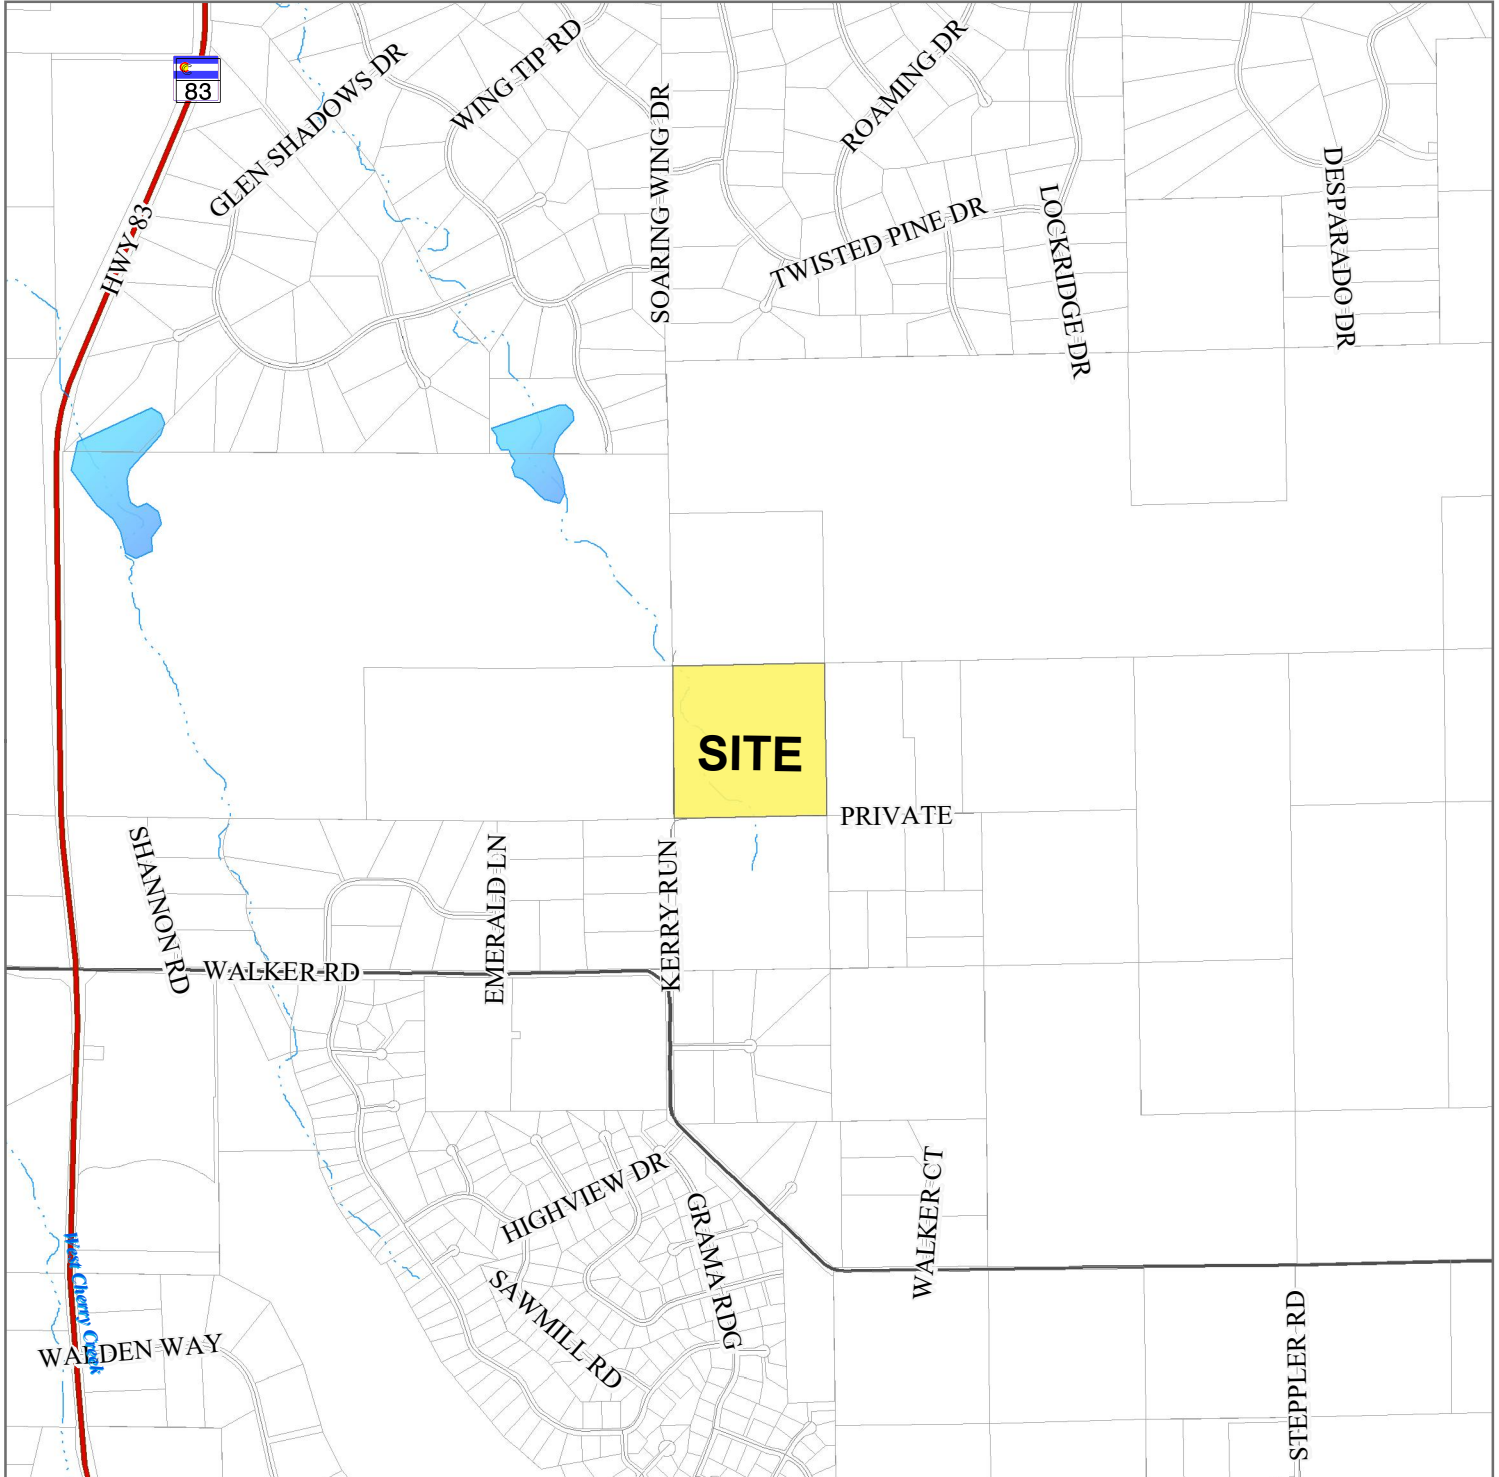 83
GLEN SHADOWS DR
WING TIP RD
ROAMING DR
SOARING WING DR
HWY 83
TWISTED PINE DR
LOCKRIDGE DR
DESPARADO DR
SITE
PRIVATE
SHANNON RD
EMERALD LN
KERRY RUN
WALKER RD
HIGHVIEW DR
GRAMA RDG
WALKER CT
West Cherry Creek
SAWMILL RD
WALDEN WAY
STEPPLER RD